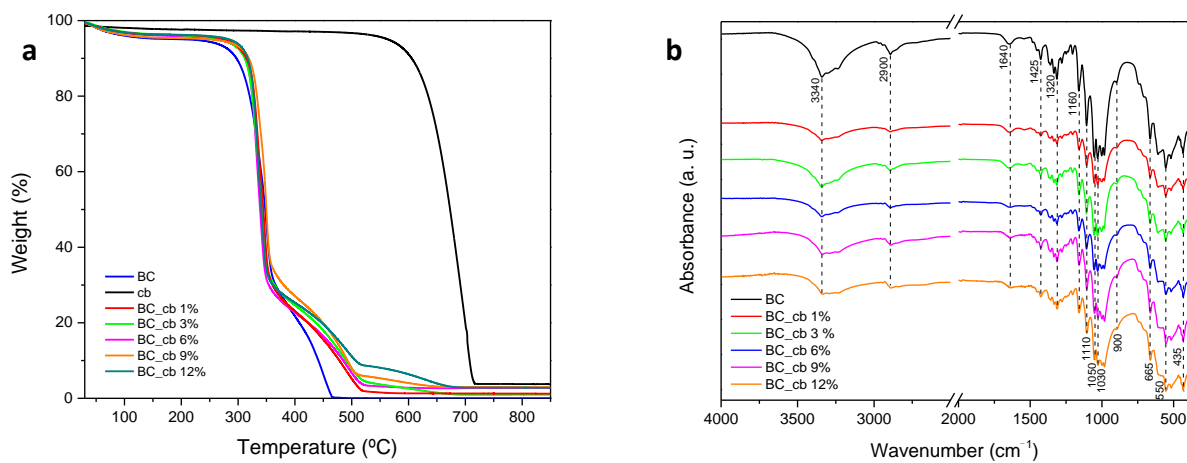 a
Weight (%)
100
80
60
40
20
0
BC
cb
BC_cb 1%
BC_cb 3%
BC_cb 6%
BC_cb 9%
BC_cb 12%
100 200 300 400 500 600 700 800
Temperature (ºC)
b
Absorbance (a. u.)
3340
2900
1640
1425
1320
1160
1110
1050
1030
900
665
550
435
BC
BC_cb 1%
BC_cb 3 %
BC_cb 6%
BC_cb 9%
BC_cb 12%
4000 3500 3000 2500 2000 1500 1000 500
Wavenumber (cm⁻¹)